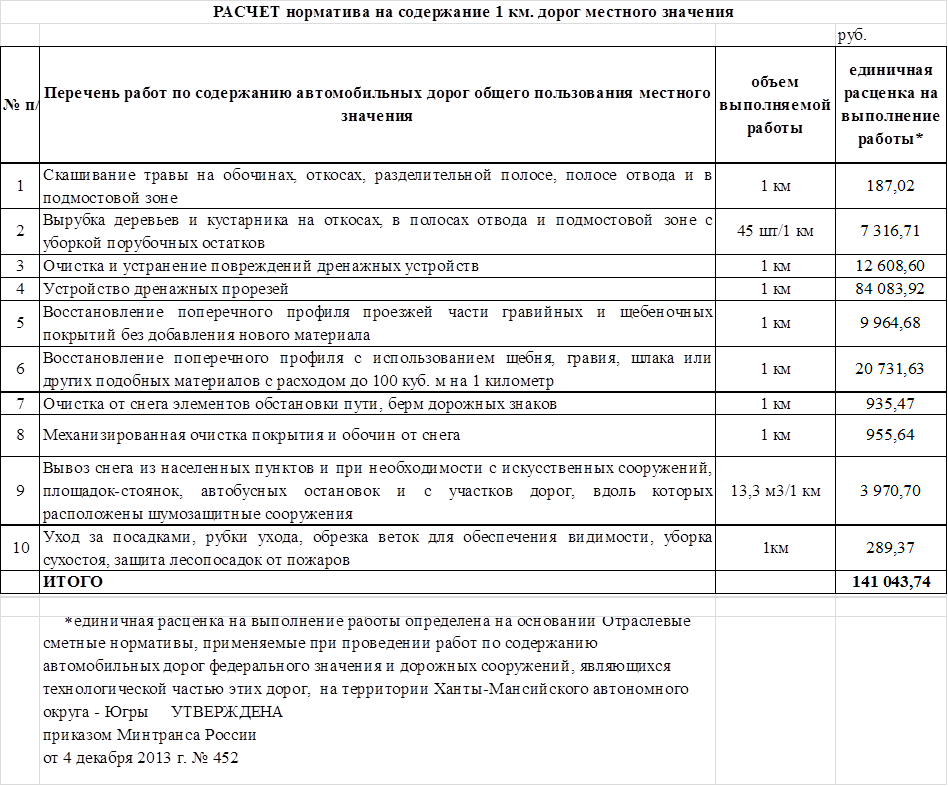 РАСЧЕТ норматива на содержание 1 км. дорог местного значения
руб.
№ п/
Перечень работ по содержанию автомобильных дорог общего пользования местного
значения
объем
выполняемой
работы
единичная
расценка на
выполнение
работы*
1
Скашивание травы на обочинах, откосах, разделительной полосе, полосе отвода и в
подмостовой зоне
1 км
187,02
2
Вырубка деревьев и кустарника на откосах, в полосах отвода и подмостовой зоне с
уборкой порубочных остатков
45 шт/1 км
7 316,71
3
Очистка и устранение повреждений дренажных устройств
1 км
12 608,60
4
Устройство дренажных прорезей
1 км
84 083,92
5
Восстановление поперечного профиля проезжей части гравийных и щебеночных
покрытий без добавления нового материала
1 км
9 964,68
6
Восстановление поперечного профиля с использованием щебня, гравия, шлака или
других подобных материалов с расходом до 100 куб. м на 1 километр
1 км
20 731,63
7
Очистка от снега элементов обстановки пути, берм дорожных знаков
1 км
935,47
8
Механизированная очистка покрытия и обочин от снега
1 км
955,64
9
Вывоз снега из населенных пунктов и при необходимости с искусственных сооружений,
площадок-стоянок, автобусных остановок и с участков дорог, вдоль которых
расположены шумозащитные сооружения
13,3 м3/1 км
3 970,70
10
Уход за посадками, рубки ухода, обрезка веток для обеспечения видимости, уборка
сухостоя, защита лесопосадок от пожаров
1км
289,37
ИТОГО
141 043,74
*единичная расценка на выполнение работы определена на основании Отраслевые
сметные нормативы, применяемые при проведении работ по содержанию
автомобильных дорог федерального значения и дорожных сооружений, являющихся
технологической частью этих дорог, на территории Ханты-Мансийского автономного
округа - Югры УТВЕРЖДЕНА
приказом Минтранса России
от 4 декабря 2013 г. № 452